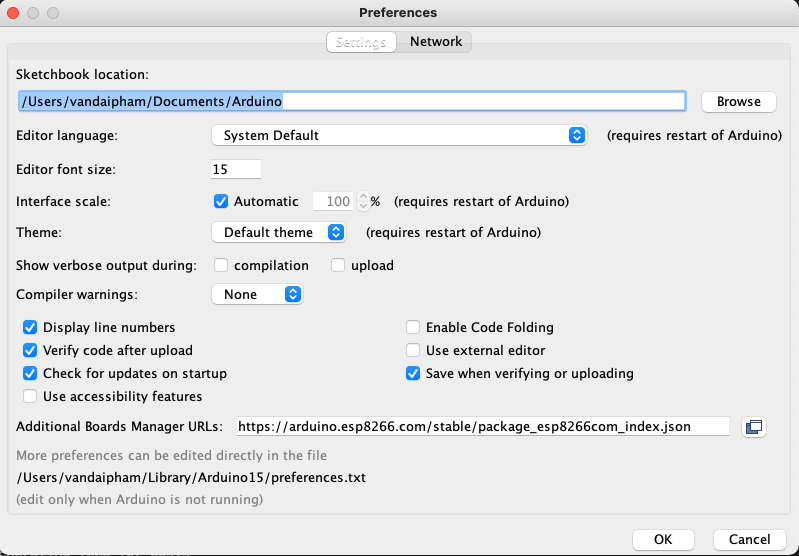 Preferences
Settings Network
Sketchbook location:
/Users/vandaipham/Documents/Arduino Browse
Editor language: System Default (requires restart of Arduino)
Editor font size: 15
Interface scale: Automatic 100 % (requires restart of Arduino)
Theme: Default theme (requires restart of Arduino)
Show verbose output during: compilation upload
Compiler warnings: None
Display line numbers Enable Code Folding
Verify code after upload Use external editor
Check for updates on startup Save when verifying or uploading
Use accessibility features
Additional Boards Manager URLs: https://arduino.esp8266.com/stable/package_esp8266com_index.json
More preferences can be edited directly in the file
/Users/vandaipham/Library/Arduino15/preferences.txt
(edit only when Arduino is not running)
OK Cancel